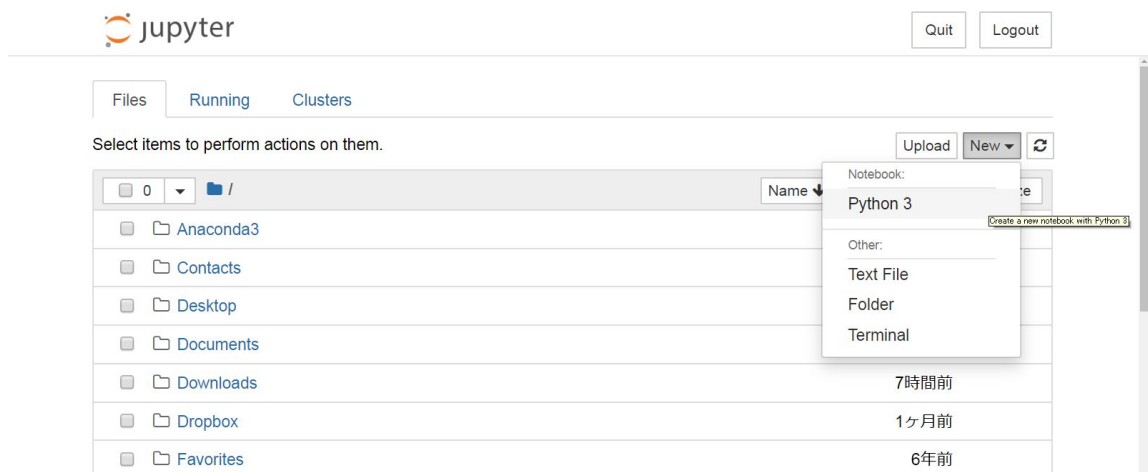 jupyter
Quit Logout
Files Running Clusters
Select items to perform actions on them.
Upload New
0 / Name
Notebook:
Python 3
Create a new notebook with Python 3
Other:
Text File
Folder
Terminal
Anaconda3
Contacts
Desktop
Documents
Downloads 7時間前
Dropbox 1ヶ月前
Favorites 6年前